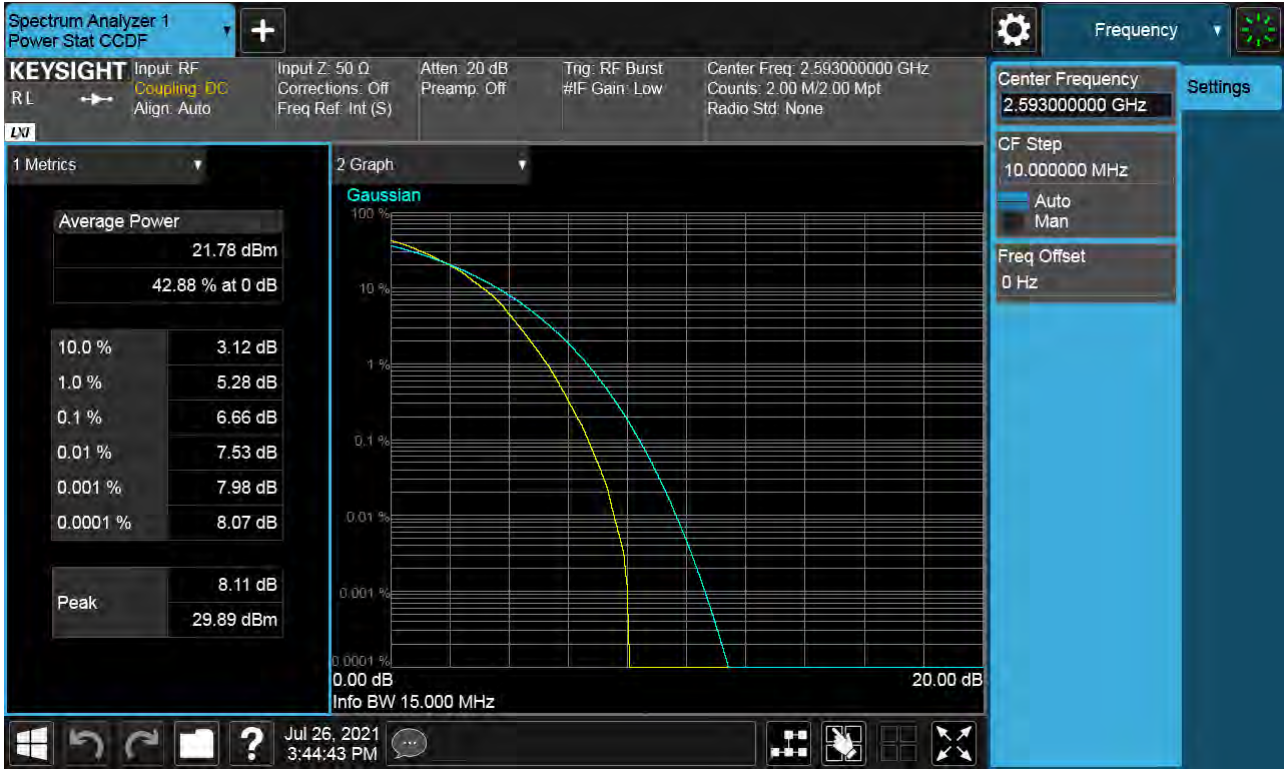 Spectrum Analyzer 1
Power Stat CCDF
Frequency
KEYSIGHT
R L
LXI
Input: RF
Coupling: DC
Align: Auto
Input Z: 50 Ω
Corrections: Off
Freq Ref: Int (S)
Atten: 20 dB
Preamp: Off
Trig: RF Burst
#IF Gain: Low
Center Freq: 2.593000000 GHz
Counts: 2.00 M/2.00 Mpt
Radio Std: None
Center Frequency
2.593000000 GHz
Settings
CF Step
10.000000 MHz
Auto
Man
Freq Offset
0 Hz
1 Metrics
Average Power
21.78 dBm
42.88 % at 0 dB
10.0 % 3.12 dB
1.0 % 5.28 dB
0.1 % 6.66 dB
0.01 % 7.53 dB
0.001 % 7.98 dB
0.0001 % 8.07 dB
Peak
8.11 dB
29.89 dBm
2 Graph
Gaussian
100 %
10 %
1 %
0.1 %
0.01 %
0.001 %
0.0001 %
0.00 dB 20.00 dB
Info BW 15.000 MHz
?
Jul 26, 2021
3:44:43 PM